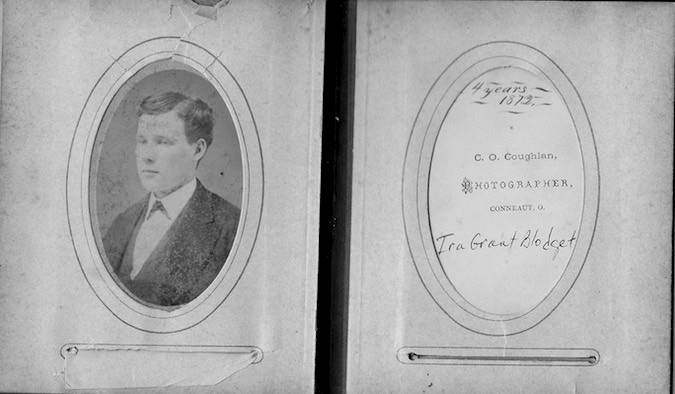 4 years
1872.
C. O. Coughlan,
PHOTOGRAPHER,
CONNEAUT, O.
Ira Grant Blodget